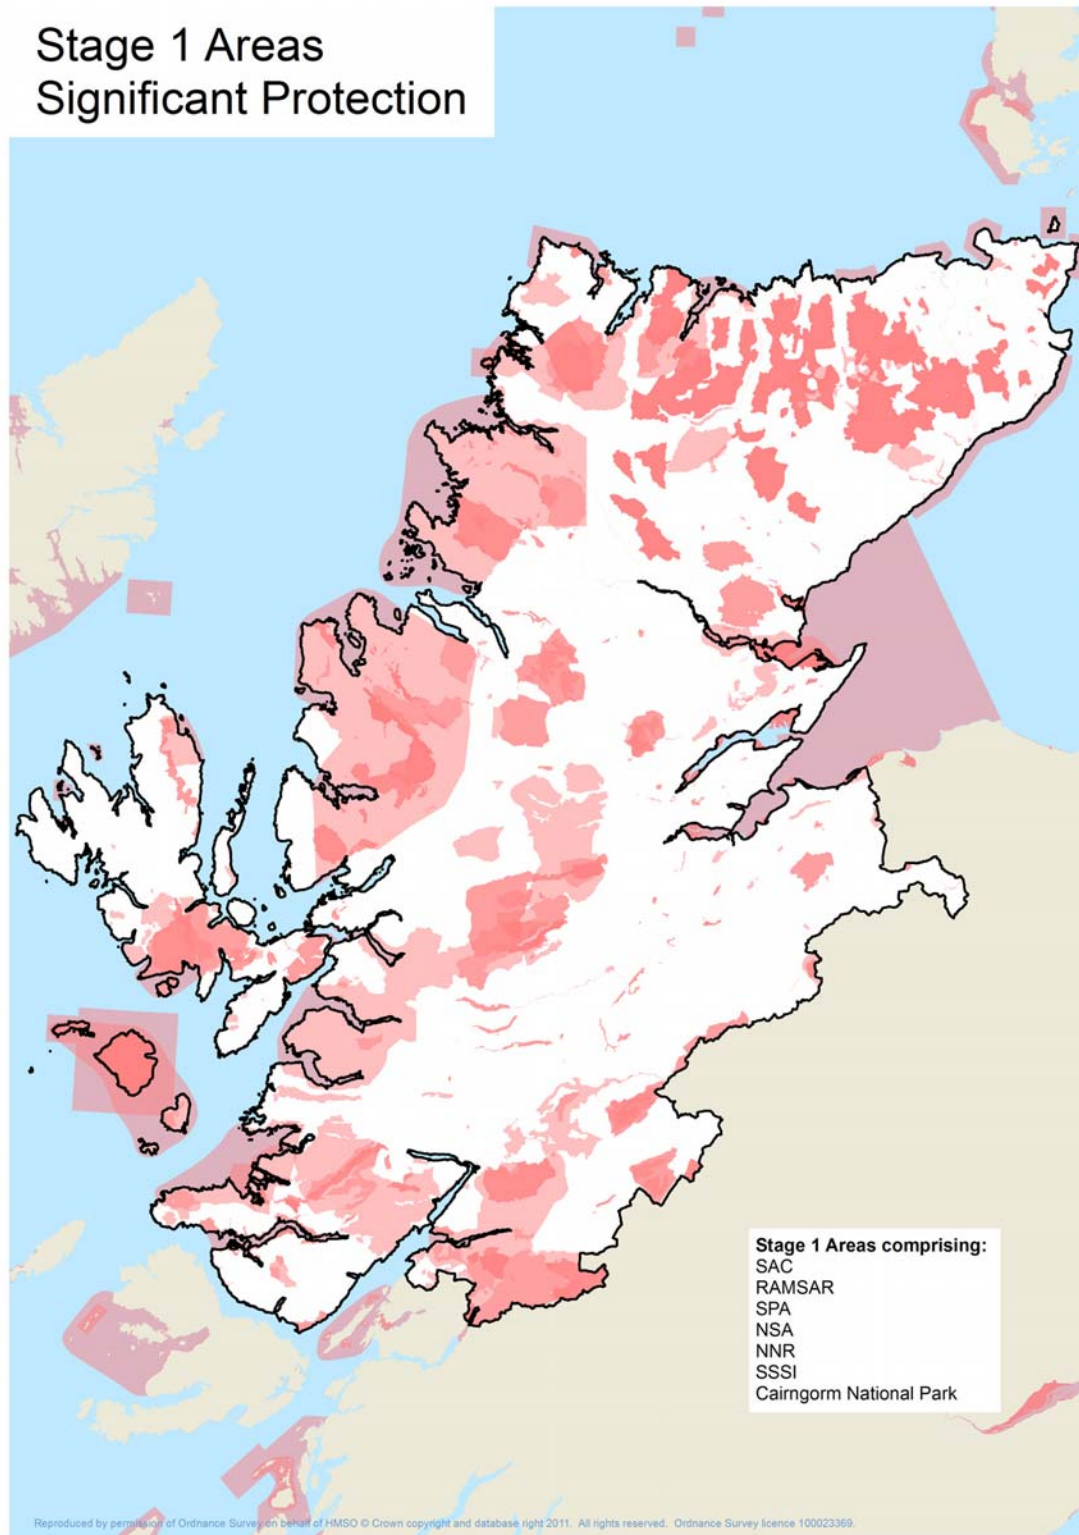 Stage 1 Areas
Significant Protection
Stage 1 Areas comprising:
SAC
RAMSAR
SPA
NSA
NNR
SSSI
Cairngorm National Park
Reproduced by permission of Ordnance Survey on behalf of HMSO © Crown copyright and database right 2011. All rights reserved. Ordnance Survey licence 100023369.